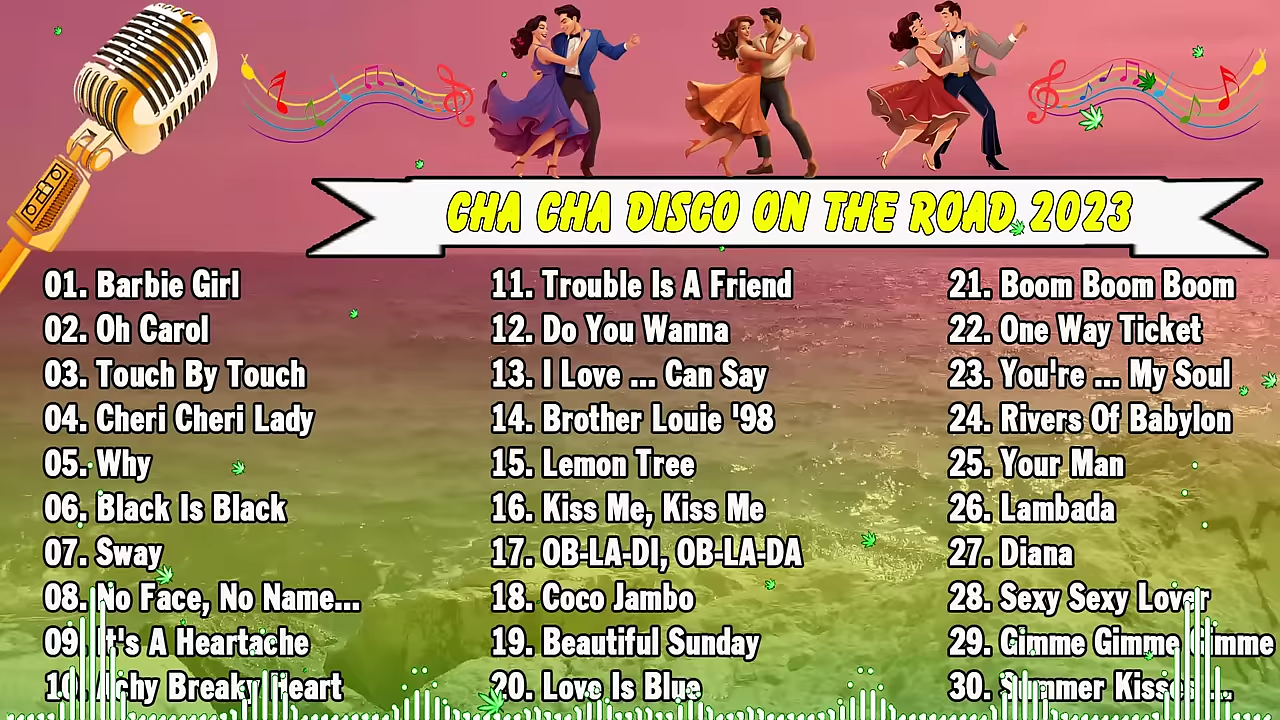 CHA CHA DISCO ON THE ROAD 2023
01. Barbie Girl
02. Oh Carol
03. Touch By Touch
04. Cheri Cheri Lady
05. Why
06. Black Is Black
07. Sway
08. No Face, No Name...
09. It's A Heartache
10. Achy Breaky Heart
11. Trouble Is A Friend
12. Do You Wanna
13. I Love ... Can Say
14. Brother Louie '98
15. Lemon Tree
16. Kiss Me, Kiss Me
17. OB-LA-DI, OB-LA-DA
18. Coco Jambo
19. Beautiful Sunday
20. Love Is Blue
21. Boom Boom Boom
22. One Way Ticket
23. You're ... My Soul
24. Rivers Of Babylon
25. Your Man
26. Lambada
27. Diana
28. Sexy Sexy Lover
29. Gimme Gimme Gimme
30. Summer Kisses ...